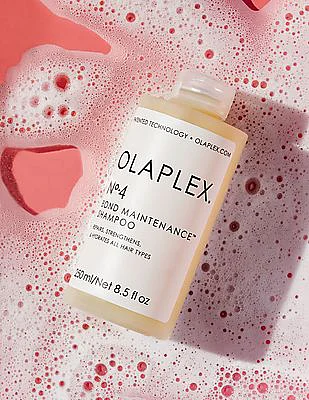 PATENTED TECHNOLOGY • OLAPLEX.COM
OLAPLEX.
Nº4
BOND MAINTENANCE™
SHAMPOO
REPAIRS, STRENGTHENS,
& HYDRATES ALL HAIR TYPES
250ml/Net 8.5 fl oz